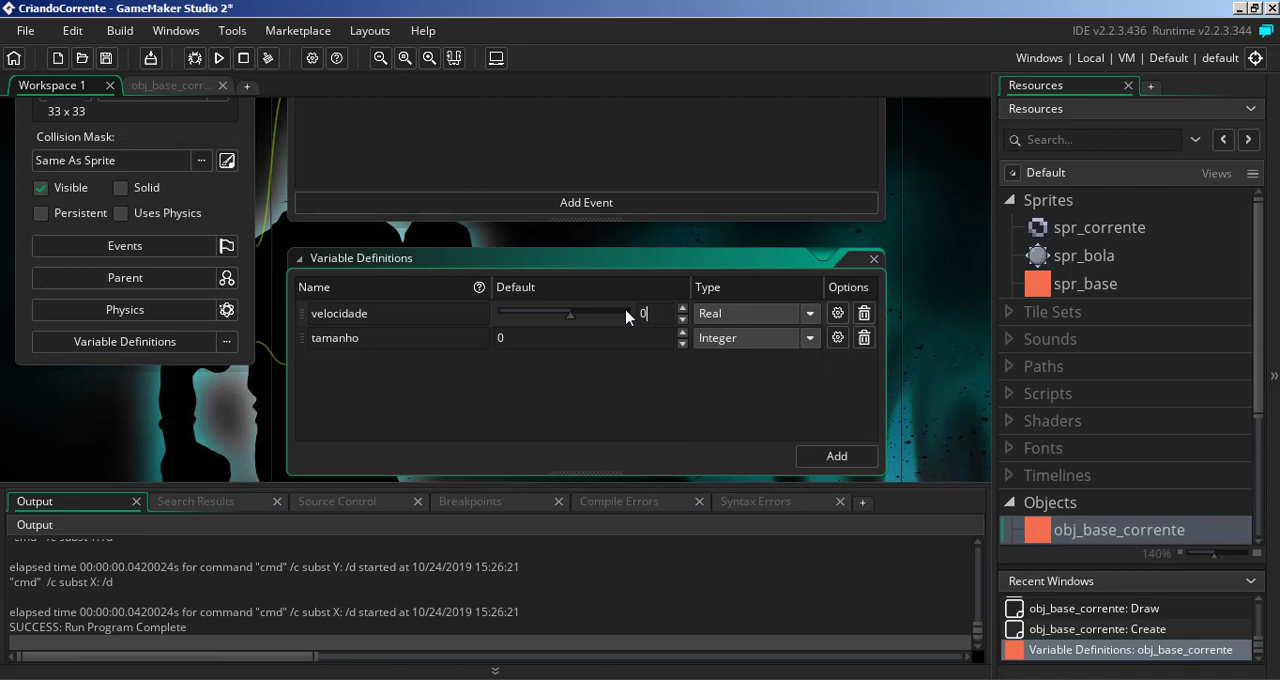 CriandoCorrente - GameMaker Studio 2*
File Edit Build Windows Tools Marketplace Layouts Help
IDE v2.2.3.436 Runtime v2.2.3.344
Windows | Local | VM | Default | default
Workspace 1
obj_base_corr...
33 x 33
Collision Mask:
Same As Sprite
Visible Solid
Persistent Uses Physics
Events
Parent
Physics
Variable Definitions
Add Event
Variable Definitions
Name Default Type Options
velocidade 0 Real
tamanho 0 Integer
Add
Resources
Resources
Search...
Default Views
Sprites
spr_corrente
spr_bola
spr_base
Tile Sets
Sounds
Paths
Scripts
Shaders
Fonts
Timelines
Objects
obj_base_corrente
140%
Recent Windows
obj_base_corrente: Draw
obj_base_corrente: Create
Variable Definitions: obj_base_corrente
Output Search Results Source Control Breakpoints Compile Errors Syntax Errors
Output
elapsed time 00:00:00.0420024s for command "cmd" /c subst Y: /d started at 10/24/2019 15:26:21
"cmd" /c subst X: /d
elapsed time 00:00:00.0420024s for command "cmd" /c subst X: /d started at 10/24/2019 15:26:21
SUCCESS: Run Program Complete